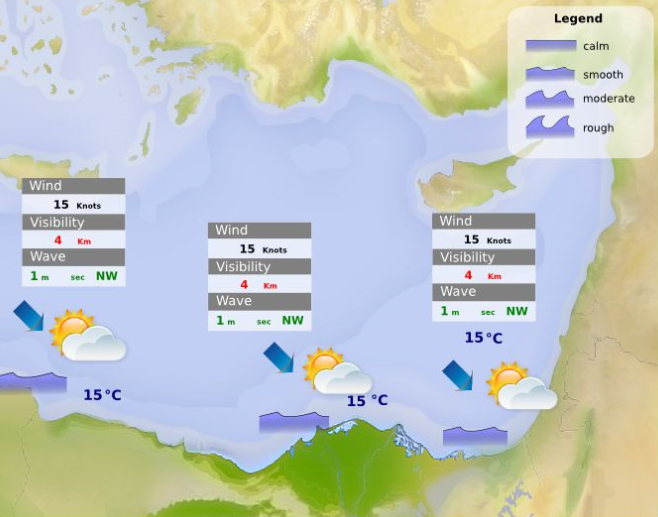 Legend
calm
smooth
moderate
rough
Wind
15 Knots
Visibility
4 Km
Wave
1 m sec NW
15 °C
Wind
15 Knots
Visibility
4 Km
Wave
1 m sec NW
15 °C
Wind
15 Knots
Visibility
4 Km
Wave
1 m sec NW
15 °C